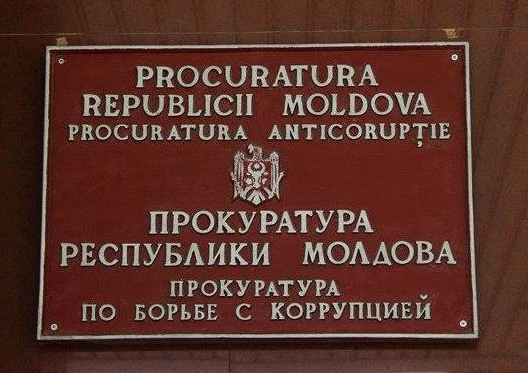 PROCURATURA
REPUBLICII MOLDOVA
PROCURATURA ANTICORUPȚIE
ПРОКУРАТУРА
РЕСПУБЛИКИ МОЛДОВА
ПРОКУРАТУРА
ПО БОРЬБЕ С КОРРУПЦИЕЙ